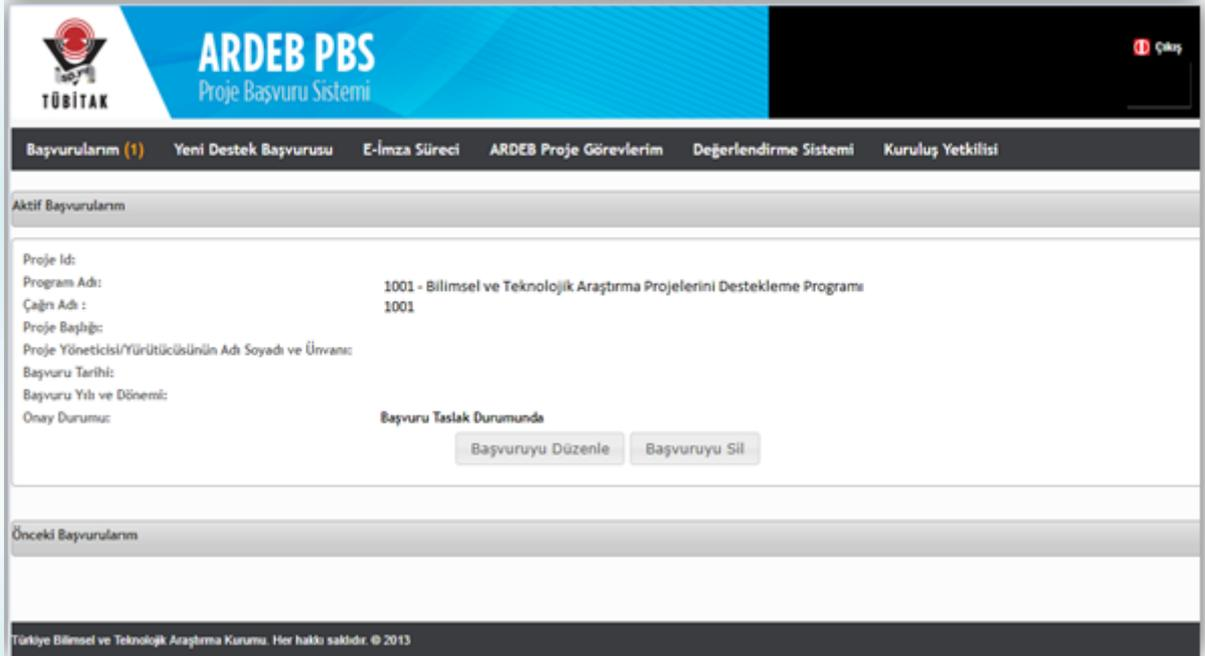 TÜBİTAK
ARDEB PBS
Proje Başvuru Sistemi
Çıkış
Başvurularım (1) Yeni Destek Başvurusu E-İmza Süreci ARDEB Proje Görevlerim Değerlendirme Sistemi Kuruluş Yetkilisi
Aktif Başvurularım
Proje Id:
Program Adı: 1001 - Bilimsel ve Teknolojik Araştırma Projelerini Destekleme Programı
Çağrı Adı : 1001
Proje Başlığı:
Proje Yöneticisi/Yürütücüsünün Adı Soyadı ve Ünvanı:
Başvuru Tarihi:
Başvuru Yılı ve Dönemi:
Onay Durumu: Başvuru Taslak Durumunda
Başvuruyu Düzenle Başvuruyu Sil
Önceki Başvurularım
Türkiye Bilimsel ve Teknolojik Araştırma Kurumu. Her hakkı saklıdır. © 2013